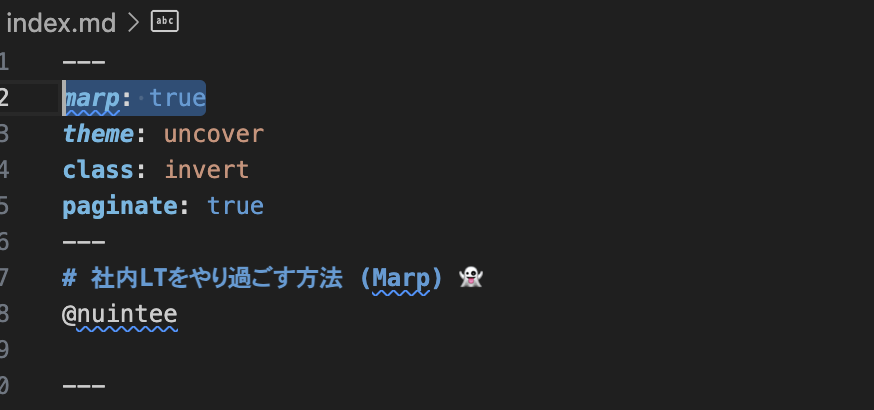 index.md > abc
1 ---
2 marp: true
3 theme: uncover
4 class: invert
5 paginate: true
6 ---
7 # 社内LTをやり過ごす方法 (Marp) 👻
8 @nuintee
9
0 ---